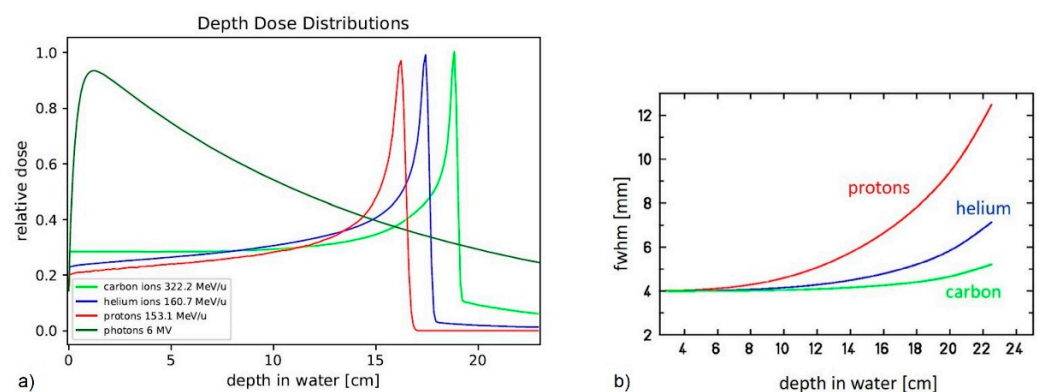 Depth Dose Distributions
1.0
0.8
0.6
0.4
0.2
0.0
relative dose
carbon ions 322.2 MeV/u
helium ions 160.7 MeV/u
protons 153.1 MeV/u
photons 6 MV
0 5 10 15 20
depth in water [cm]
a)
12
10
8
6
4
2
fwhm [mm]
protons
helium
carbon
4 6 8 10 12 14 16 18 20 22 24
depth in water [cm]
b)